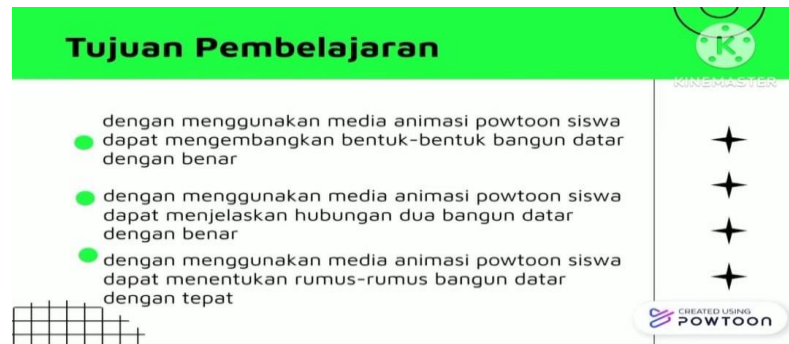 Tujuan Pembelajaran
K
KINEMASTER
dengan menggunakan media animasi powtoon siswa
dapat mengembangkan bentuk-bentuk bangun datar
dengan benar
dengan menggunakan media animasi powtoon siswa
dapat menjelaskan hubungan dua bangun datar
dengan benar
dengan menggunakan media animasi powtoon siswa
dapat menentukan rumus-rumus bangun datar
dengan tepat
CREATED USING
POWTOON